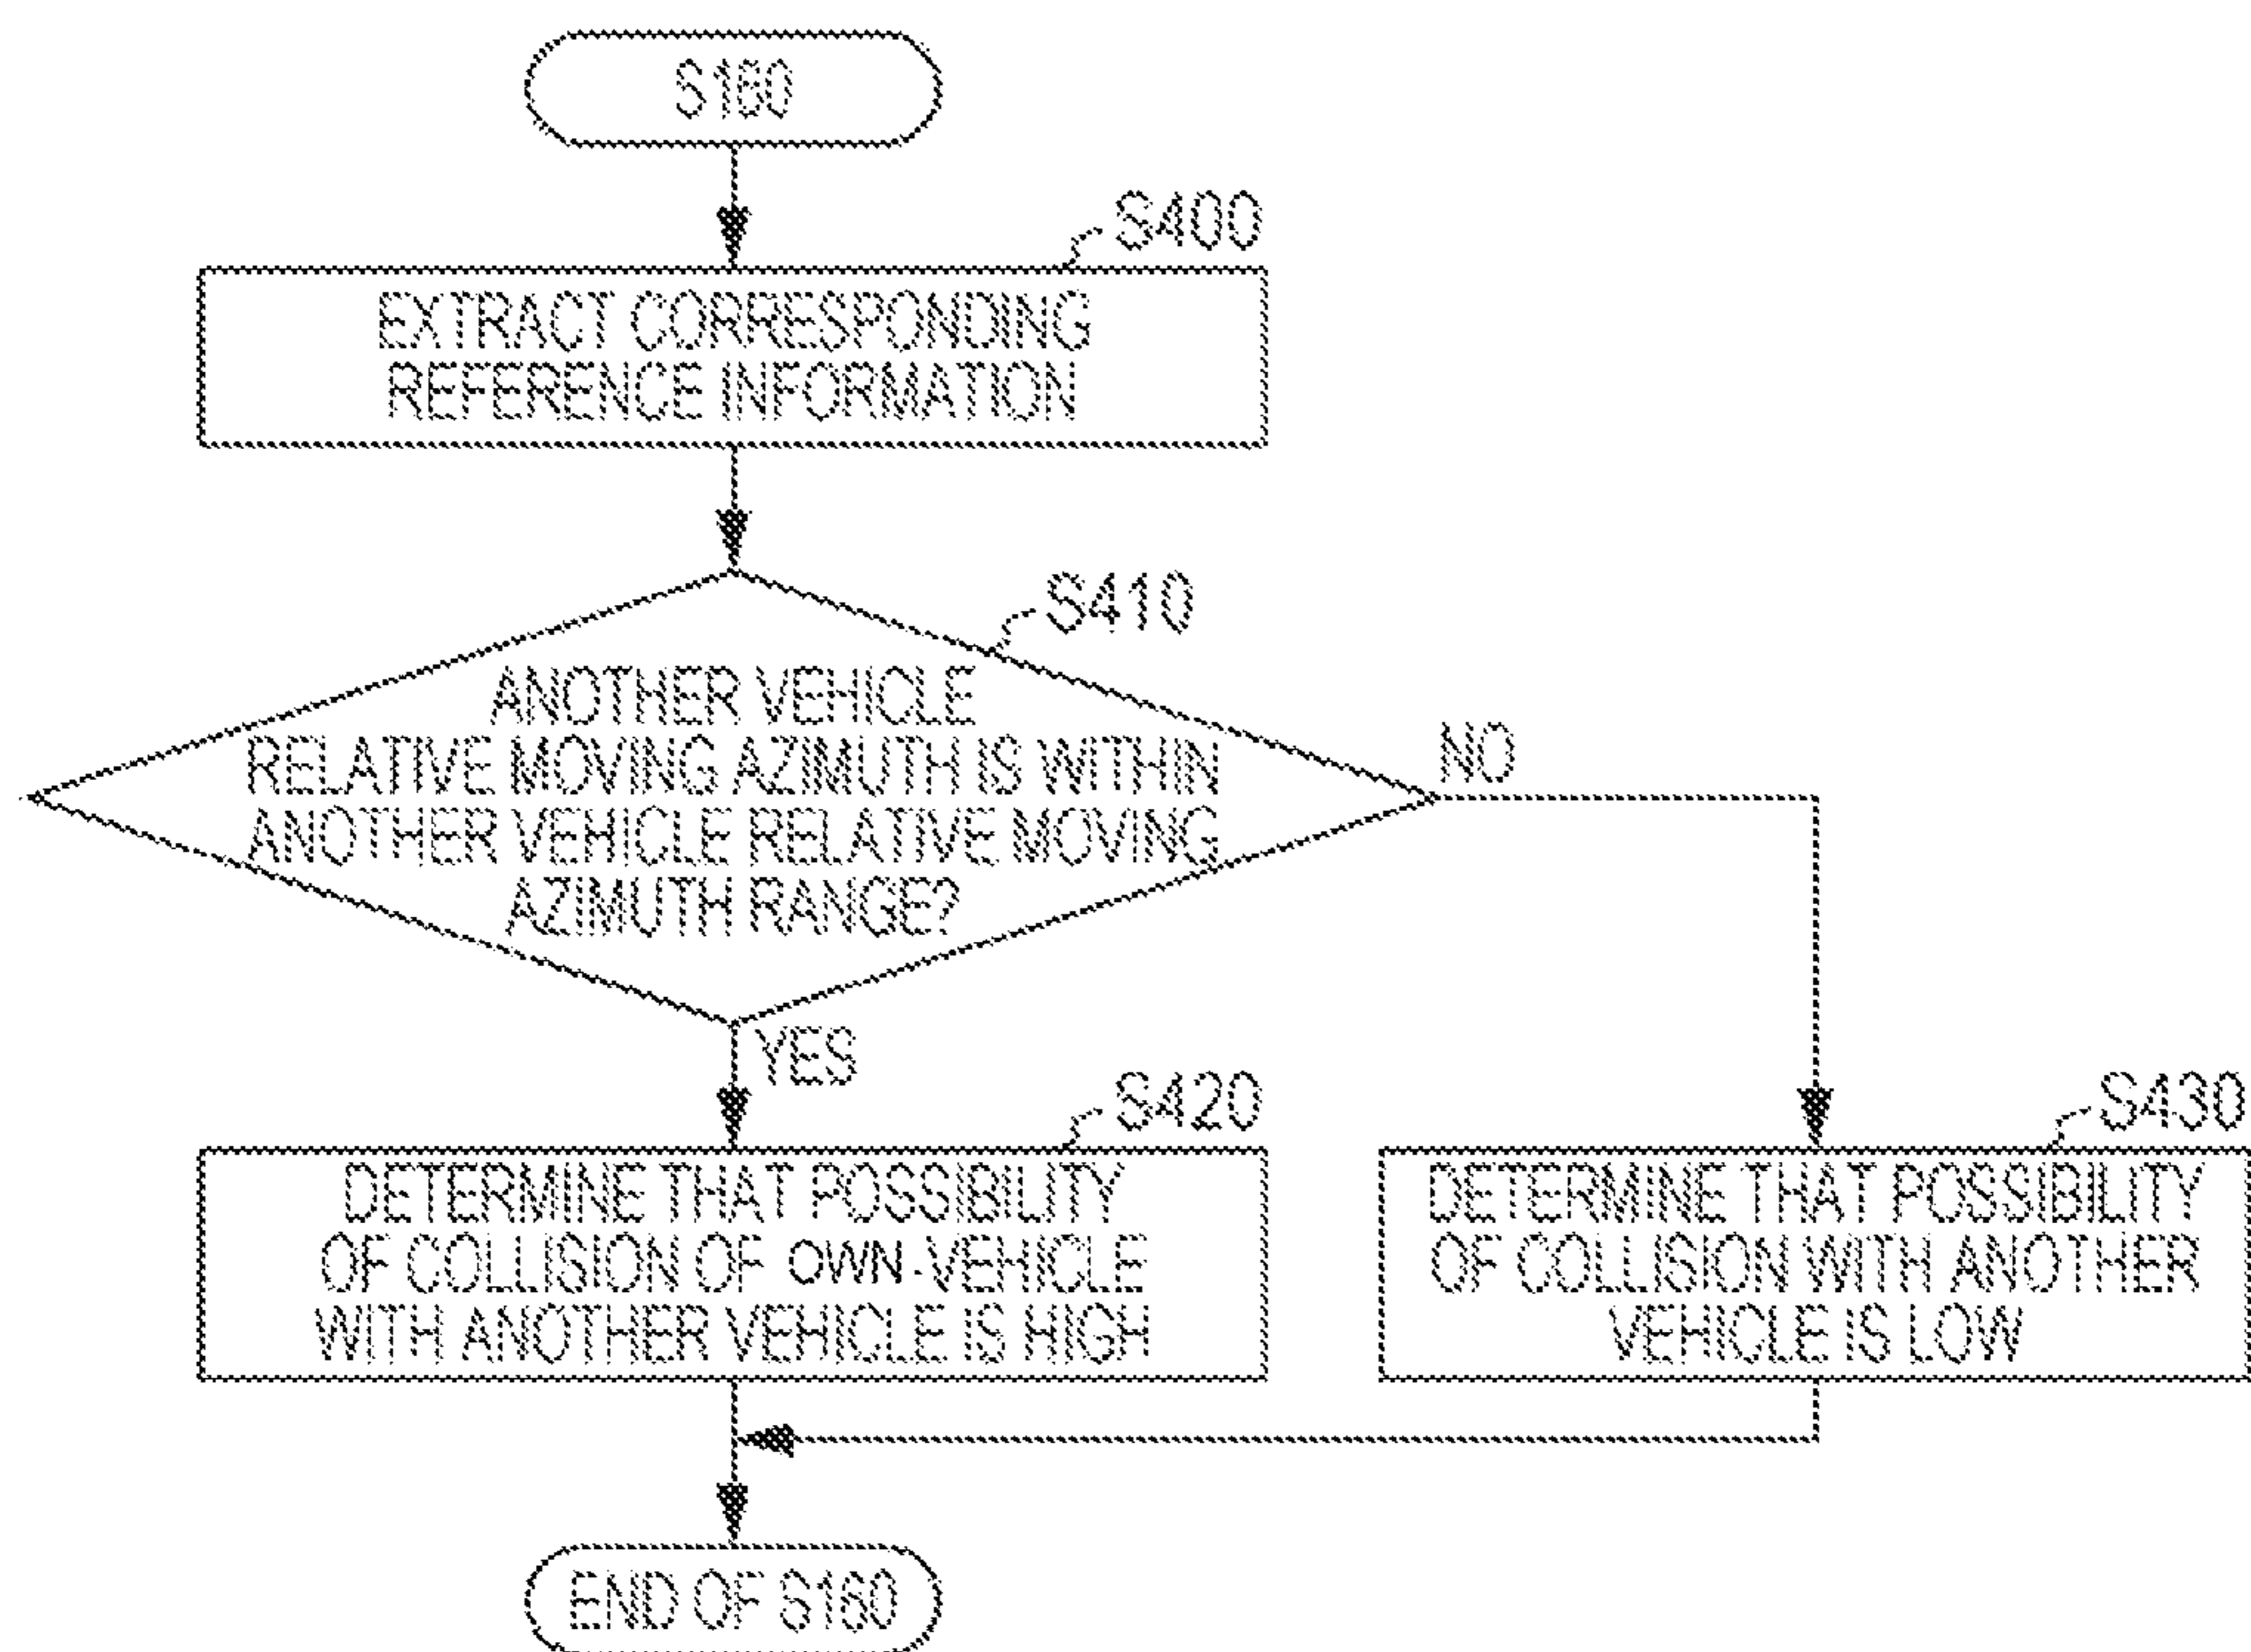 S160
S400
EXTRACT CORRESPONDING
REFERENCE INFORMATION
S410
ANOTHER VEHICLE
RELATIVE MOVING AZIMUTH IS WITHIN
ANOTHER VEHICLE RELATIVE MOVING
AZIMUTH RANGE?
NO
YES
S420
DETERMINE THAT POSSIBILITY
OF COLLISION OF OWN-VEHICLE
WITH ANOTHER VEHICLE IS HIGH
S430
DETERMINE THAT POSSIBILITY
OF COLLISION WITH ANOTHER
VEHICLE IS LOW
END OF S160